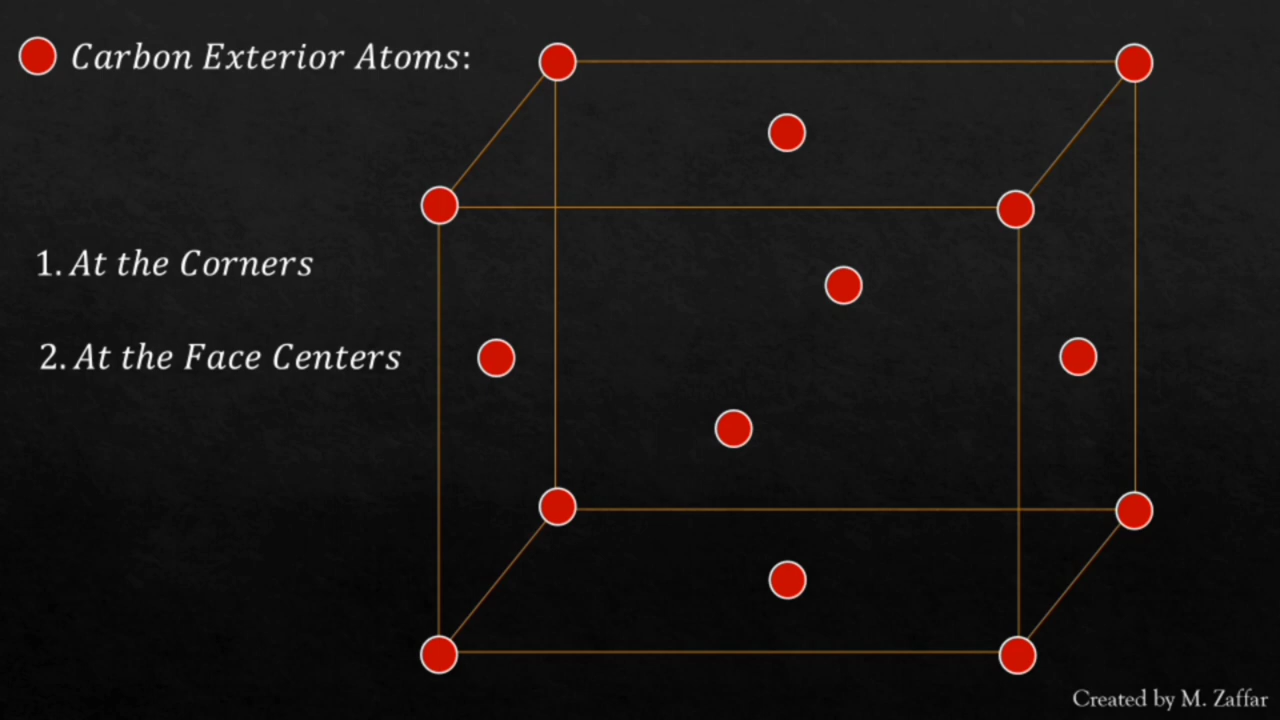 Carbon Exterior Atoms:
1. At the Corners
2. At the Face Centers
Created by M. Zaffar